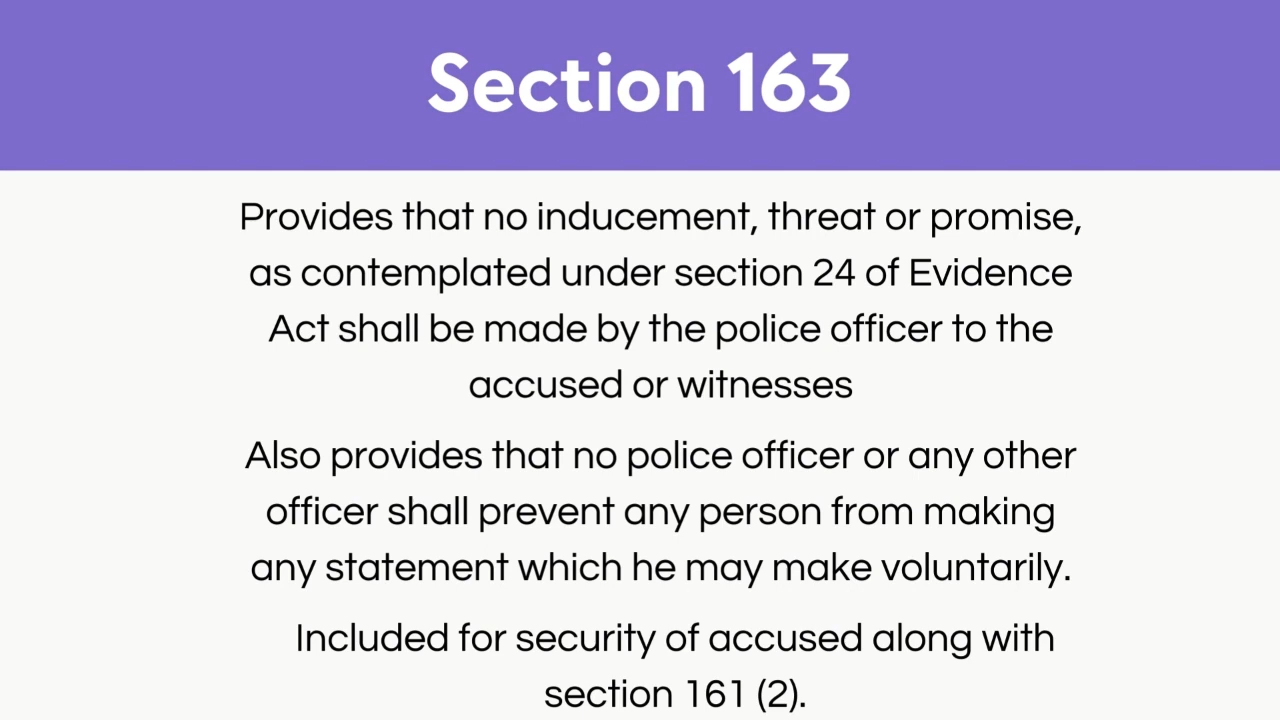 Section 163
Provides that no inducement, threat or promise,
as contemplated under section 24 of Evidence
Act shall be made by the police officer to the
accused or witnesses
Also provides that no police officer or any other
officer shall prevent any person from making
any statement which he may make voluntarily.
Included for security of accused along with
section 161 (2).